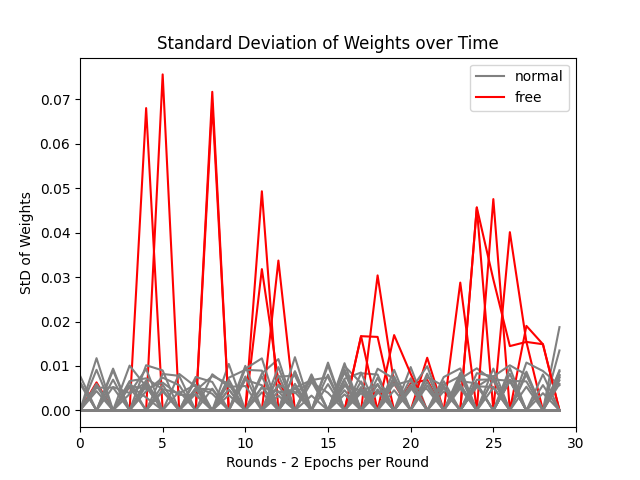 Standard Deviation of Weights over Time
normal
free
StD of Weights
0.07
0.06
0.05
0.04
0.03
0.02
0.01
0.00
0 5 10 15 20 25 30
Rounds - 2 Epochs per Round